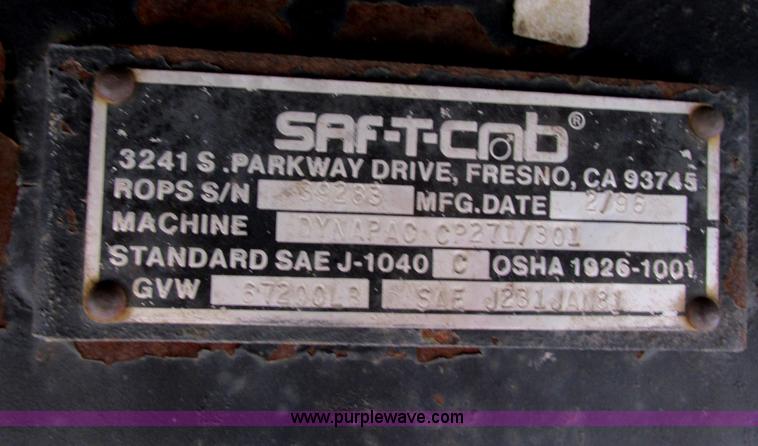 SAF-T-CAB®
3241 S. PARKWAY DRIVE, FRESNO, CA 93745
ROPS S/N 39283 MFG.DATE 2/96
MACHINE DYNAPAC CP271/301
STANDARD SAE J-1040 C OSHA 1926-1001
GVW 67200LB SAE J231JAN81
www.purplewave.com